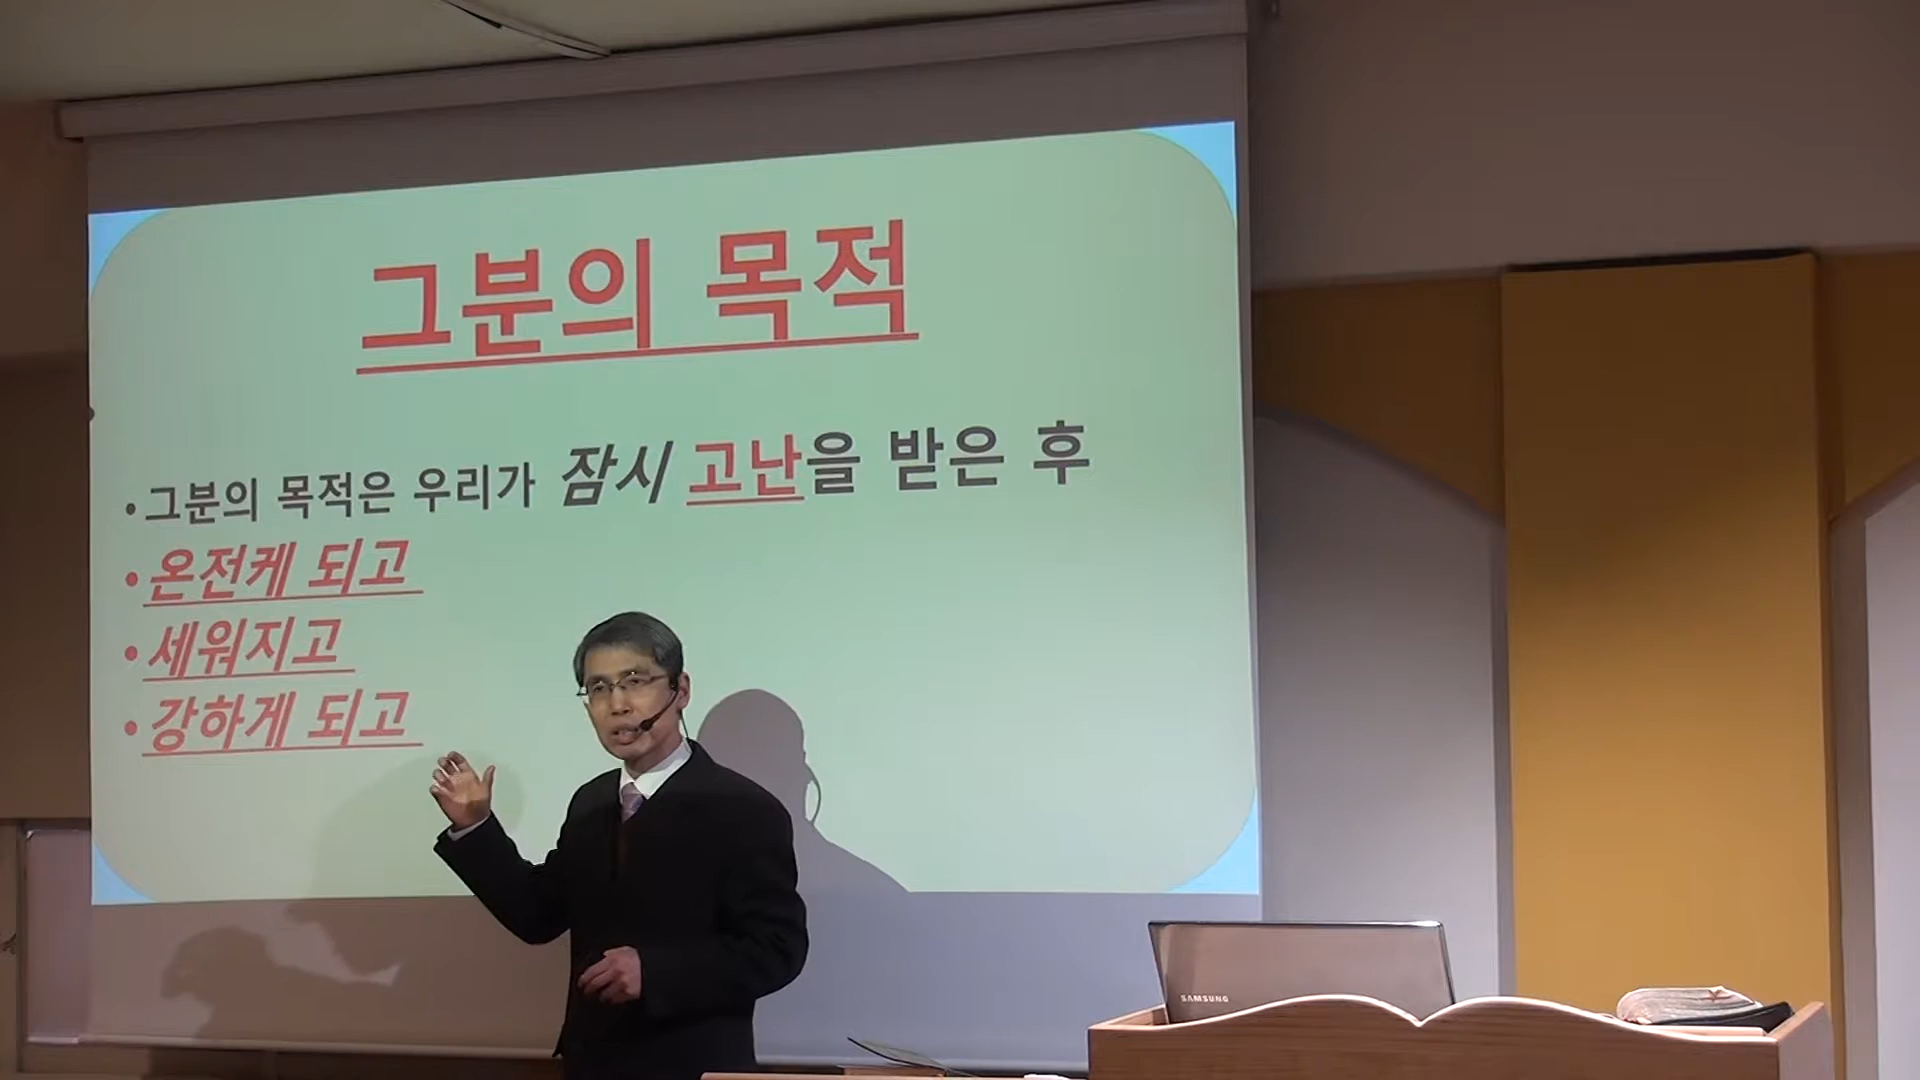 그분의 목적
• 그분의 목적은 우리가 잠시 고난을 받은 후
• 온전케 되고
• 세워지고
• 강하게 되고
SAMSUNG